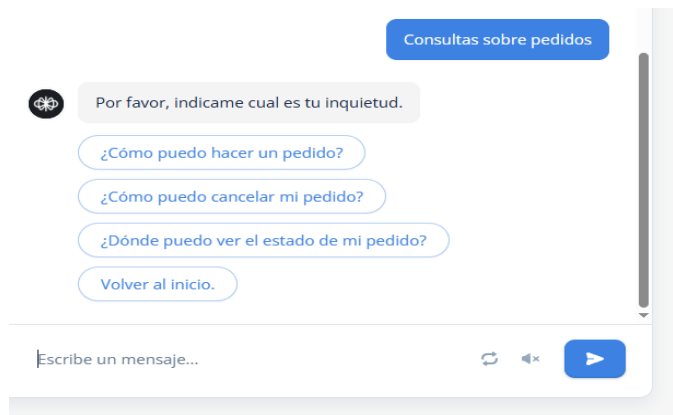 Consultas sobre pedidos
Por favor, indicame cual es tu inquietud.
¿Cómo puedo hacer un pedido?
¿Cómo puedo cancelar mi pedido?
¿Dónde puedo ver el estado de mi pedido?
Volver al inicio.
Escribe un mensaje...